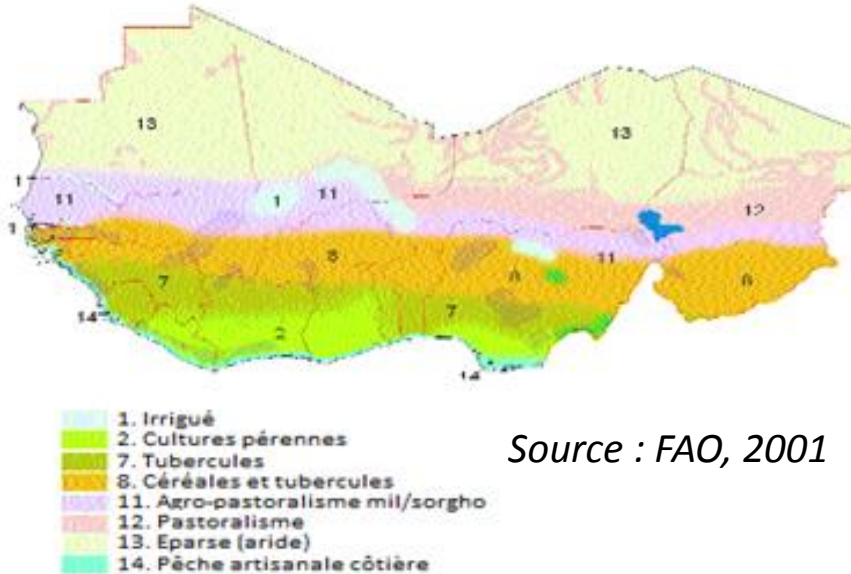 13
13
1
11
1
11
12
1
8
11
8
8
7
7
14
2
14
1. Irrigué
2. Cultures pérennes
7. Tubercules
8. Céréales et tubercules
11. Agro-pastoralisme mil/sorgho
12. Pastoralisme
13. Eparse (aride)
14. Pêche artisanale côtière
Source : FAO, 2001